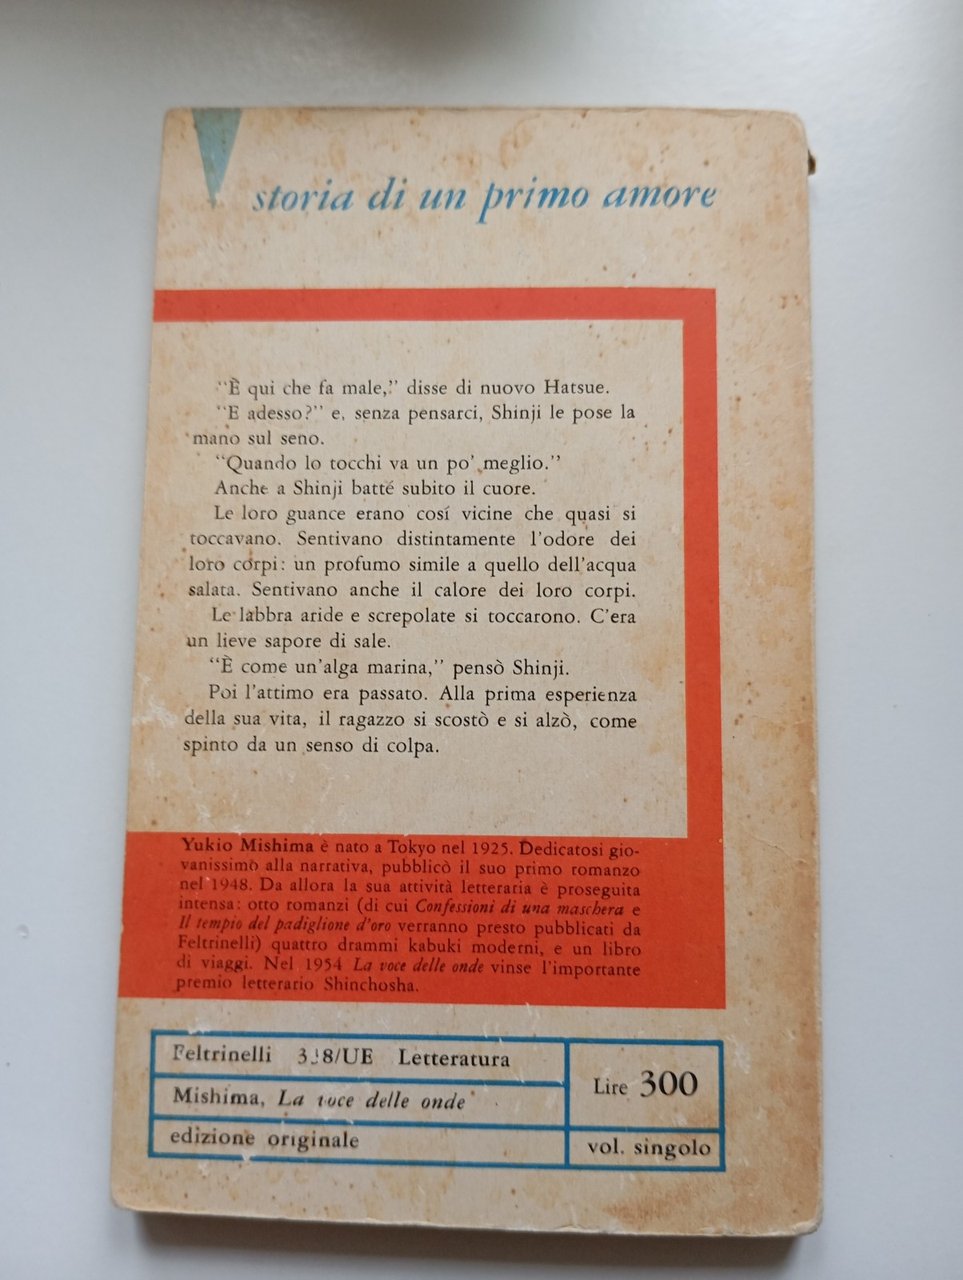 storia di un primo amore
"È qui che fa male," disse di nuovo Hatsue.
"E adesso?" e, senza pensarci, Shinji le pose la
mano sul seno.
"Quando lo tocchi va un po' meglio."
Anche a Shinji batté subito il cuore.
Le loro guance erano cosí vicine che quasi si
toccavano. Sentivano distintamente l'odore dei
loro corpi: un profumo simile a quello dell'acqua
salata. Sentivano anche il calore dei loro corpi.
Le labbra aride e screpolate si toccarono. C'era
un lieve sapore di sale.
"È come un'alga marina," pensò Shinji.
Poi l'attimo era passato. Alla prima esperienza
della sua vita, il ragazzo si scostò e si alzò, come
spinto da un senso di colpa.
Yukio Mishima è nato a Tokyo nel 1925. Dedicatosi gio-
vanissimo alla narrativa, pubblicò il suo primo romanzo
nel 1948. Da allora la sua attività letteraria è proseguita
intensa: otto romanzi (di cui Confessioni di una maschera e
Il tempio del padiglione d'oro verranno presto pubblicati da
Feltrinelli) quattro drammi kabuki moderni, e un libro
di viaggi. Nel 1954 La voce delle onde vinse l'importante
premio letterario Shinchosha.
Feltrinelli Letteratura
Lire 300
Mishima, La voce delle onde
edizione originale
vol. singolo